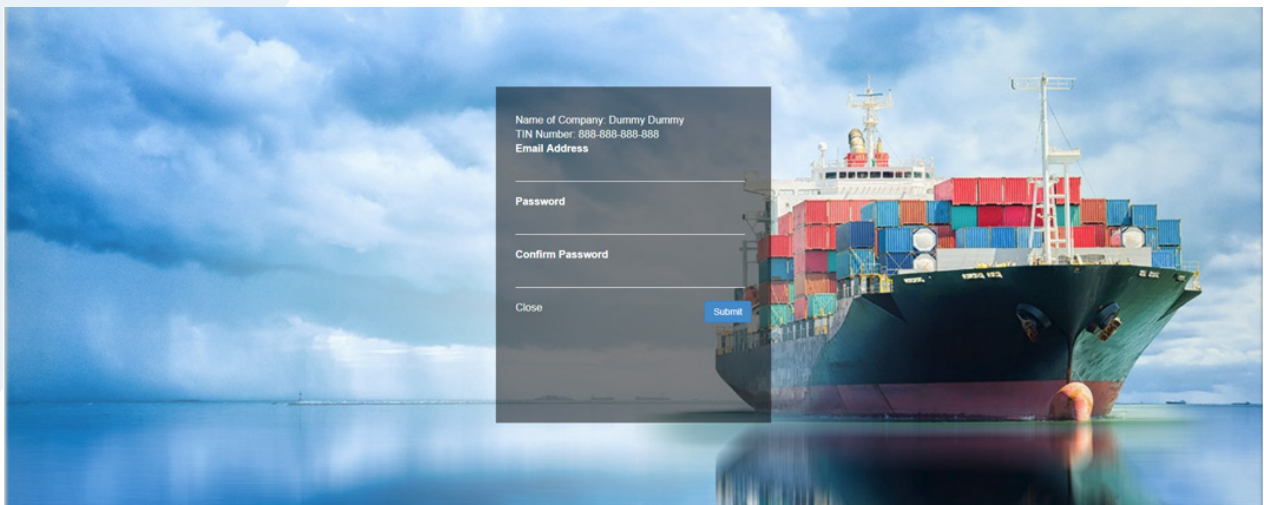 Name of Company: Dummy Dummy
TIN Number: 888-888-888-888
Email Address
Password
Confirm Password
Close
Submit